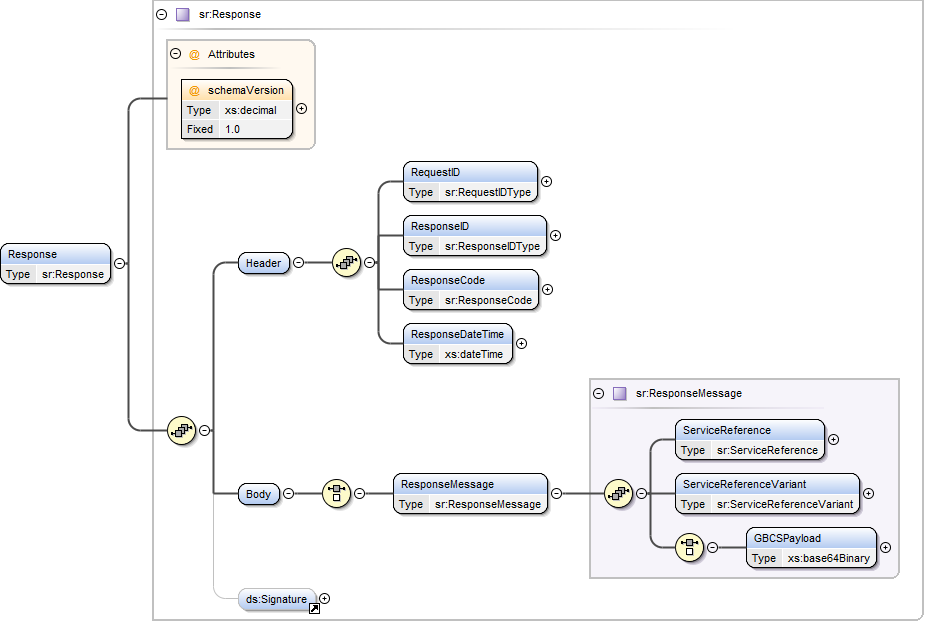 sr:Response
@ Attributes
@ schemaVersion
Type xs:decimal
Fixed 1.0
Response
Type sr:Response
Header
RequestID
Type sr:RequestIDType
ResponseID
Type sr:ResponseIDType
ResponseCode
Type sr:ResponseCode
ResponseDateTime
Type xs:dateTime
Body
ResponseMessage
Type sr:ResponseMessage
sr:ResponseMessage
ServiceReference
Type sr:ServiceReference
ServiceReferenceVariant
Type sr:ServiceReferenceVariant
GBCSPayload
Type xs:base64Binary
ds:Signature